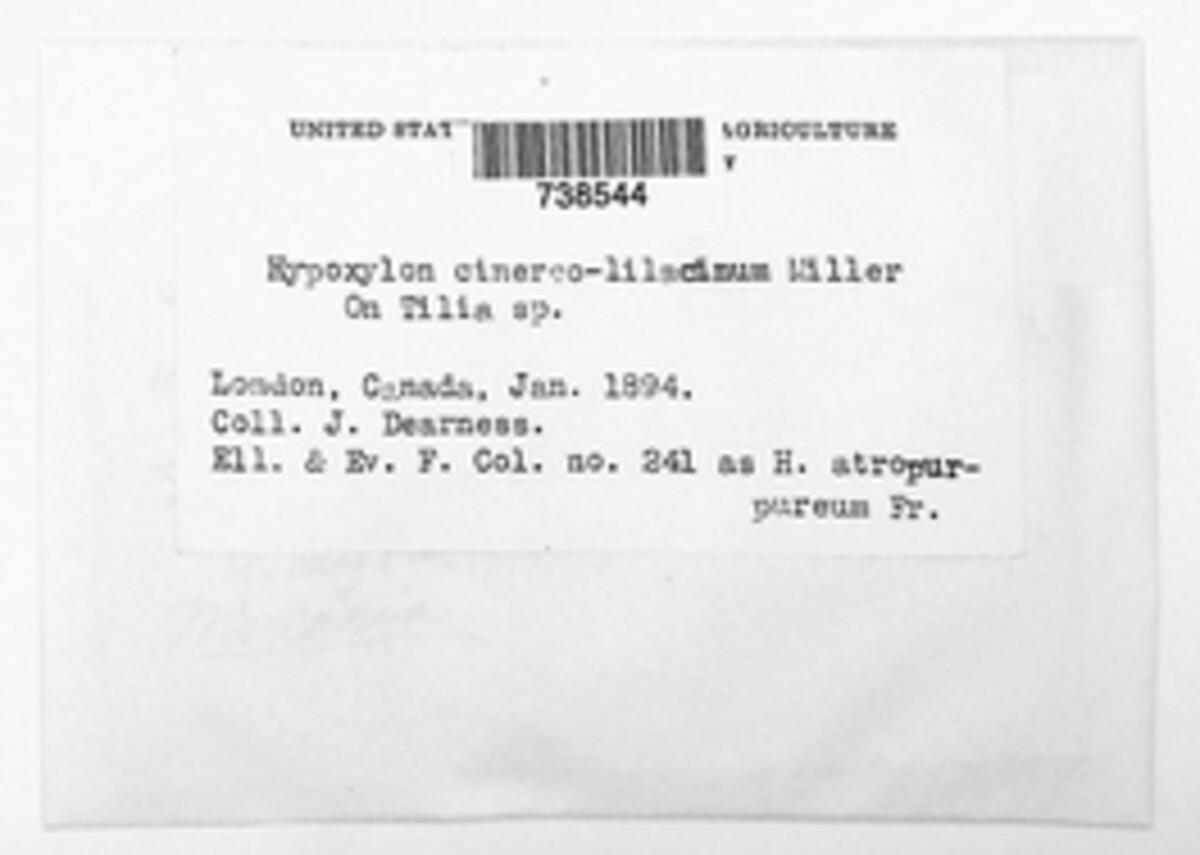 UNITED STAT AGRICULTURE
Y
738544
Hypoxylon cinereo-lilacinum Miller
On Tilia sp.
London, Canada, Jan. 1894.
Coll. J. Dearness.
Ell. & Ev. F. Col. no. 241 as H. atropur-
pureum Fr.